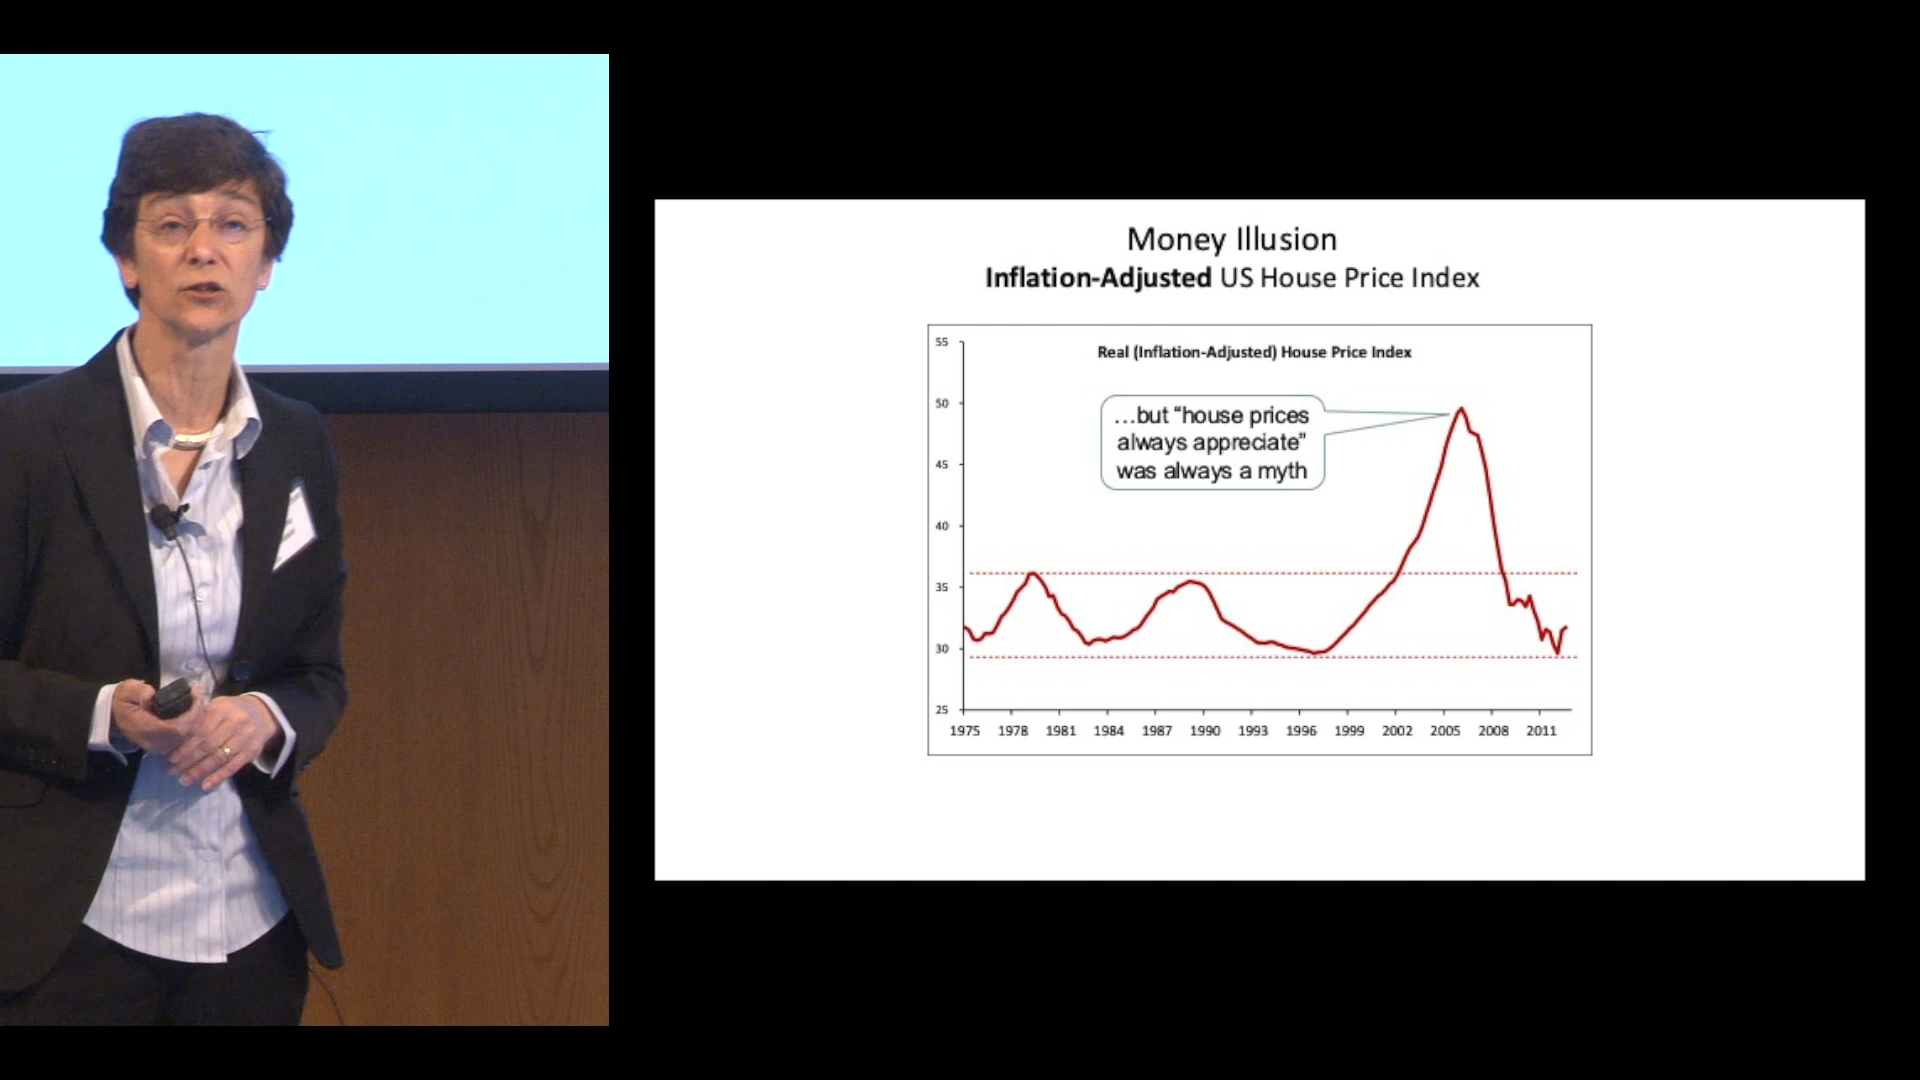 Money Illusion
Inflation-Adjusted US House Price Index
Real (Inflation-Adjusted) House Price Index
…but “house prices
always appreciate”
was always a myth
55
50
45
40
35
30
25
1975 1978 1981 1984 1987 1990 1993 1996 1999 2002 2005 2008 2011